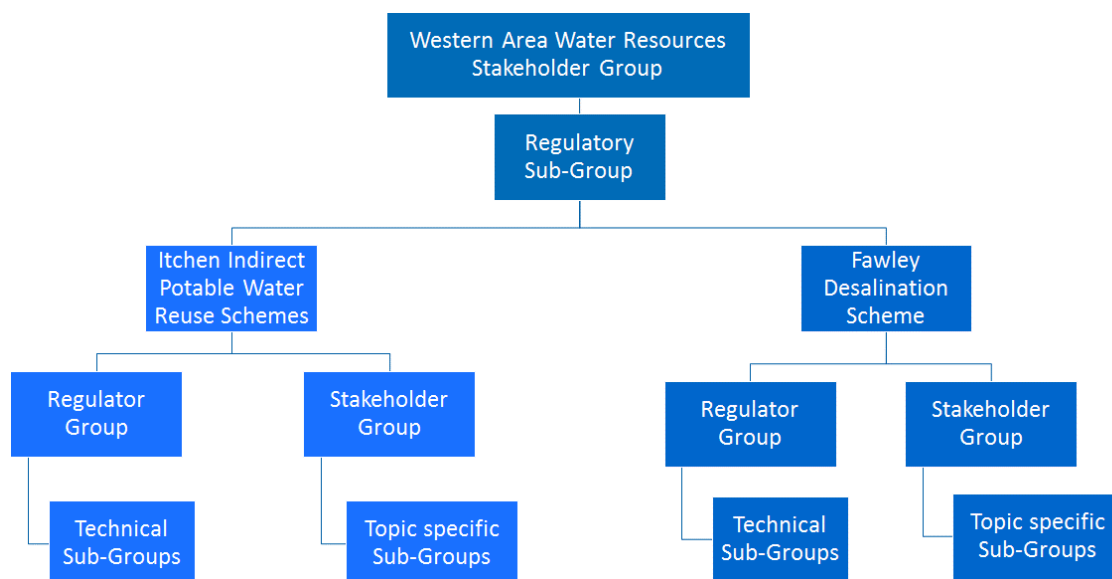 Western Area Water Resources
Stakeholder Group
Regulatory
Sub-Group
Itchen Indirect
Potable Water
Reuse Schemes
Fawley
Desalination
Scheme
Regulator
Group
Stakeholder
Group
Regulator
Group
Stakeholder
Group
Technical
Sub-Groups
Topic specific
Sub-Groups
Technical
Sub-Groups
Topic specific
Sub-Groups